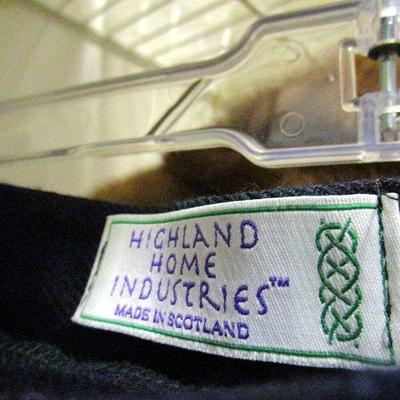 HIGHLAND
HOME
INDUSTRIES™
MADE IN SCOTLAND